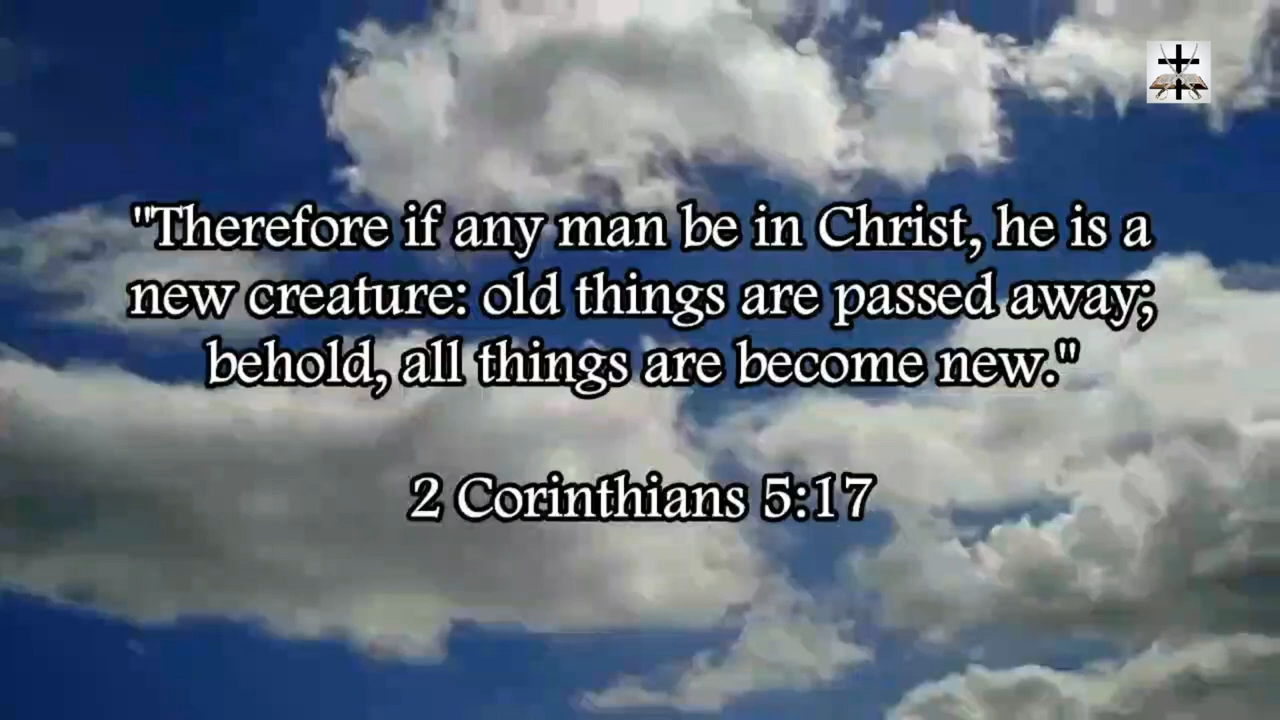 "Therefore if any man be in Christ, he is a
new creature: old things are passed away;
behold, all things are become new."
2 Corinthians 5:17